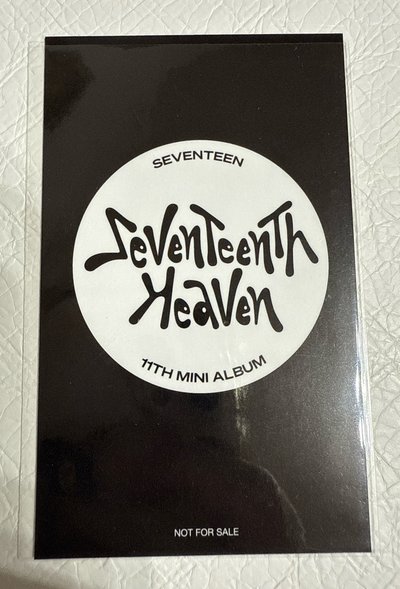 SEVENTEEN
SevenTeenTh
Heaven
11TH MINI ALBUM
NOT FOR SALE